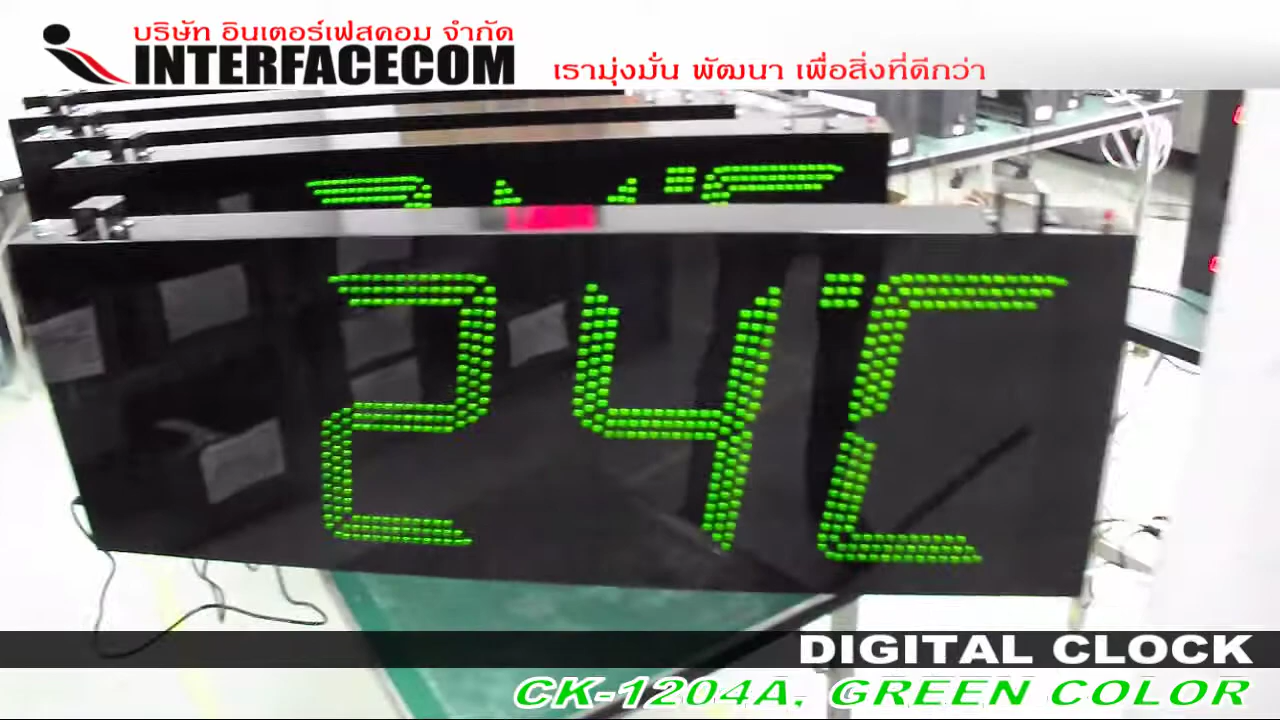 บริษัท อินเตอร์เฟสคอม จำกัด
INTERFACECOM
เรามุ่งมั่น พัฒนา เพื่อสิ่งที่ดีกว่า
24°C
DIGITAL CLOCK
CK-1204A, GREEN COLOR